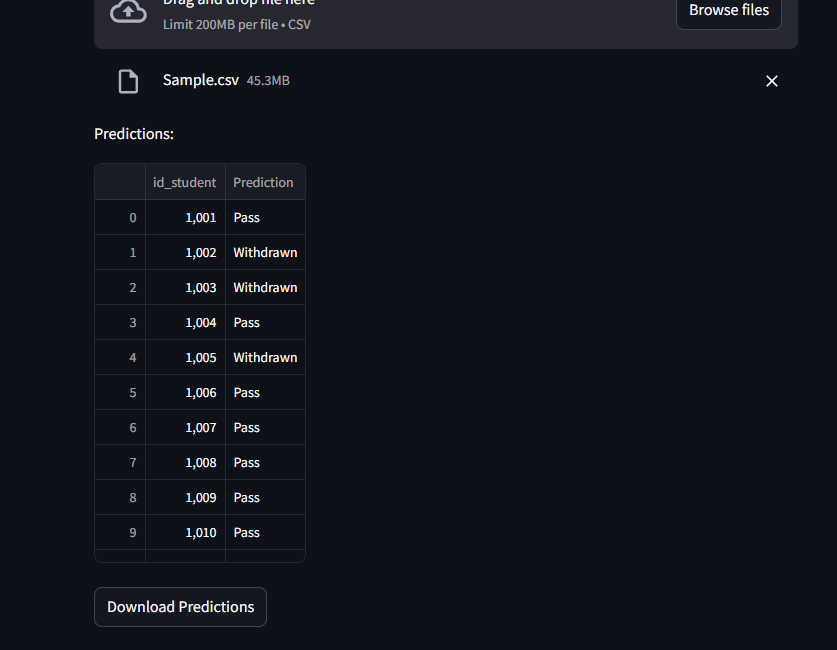 Drag and drop file here
Limit 200MB per file • CSV
Browse files
Sample.csv 45.3MB
Predictions:
id_student Prediction
0 1,001 Pass
1 1,002 Withdrawn
2 1,003 Withdrawn
3 1,004 Pass
4 1,005 Withdrawn
5 1,006 Pass
6 1,007 Pass
7 1,008 Pass
8 1,009 Pass
9 1,010 Pass
Download Predictions